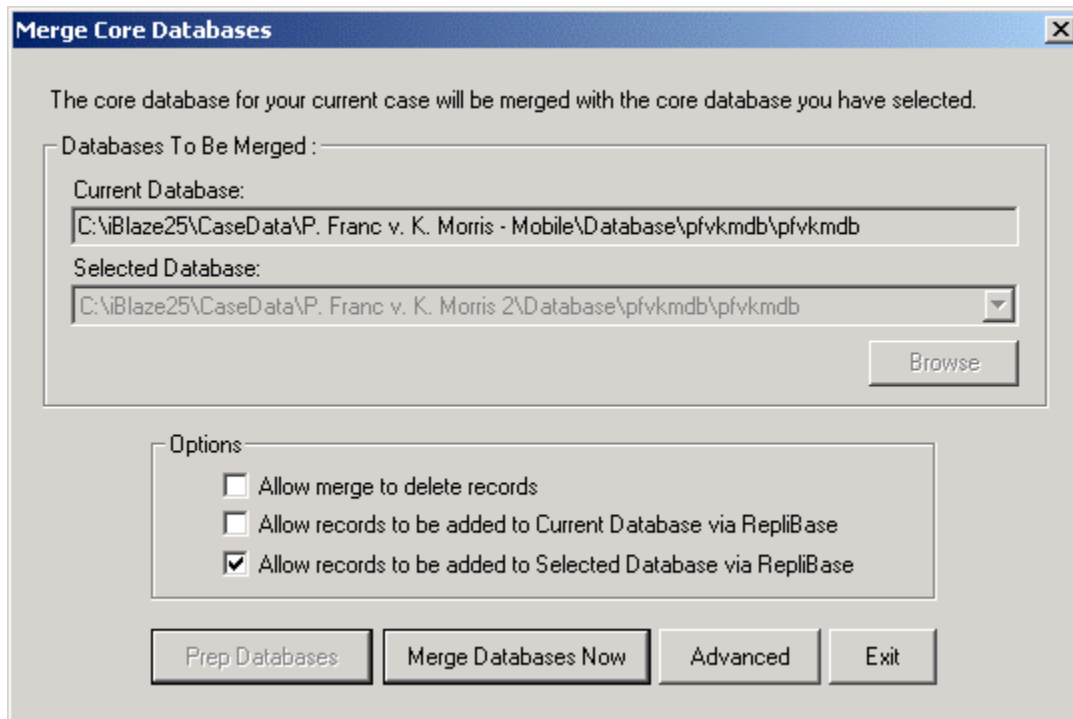 Merge Core Databases
The core database for your current case will be merged with the core database you have selected.
Databases To Be Merged :
Current Database:
C:\iBlaze25\CaseData\P. Franc v. K. Morris - Mobile\Database\pfvkmdb\pfvkmdb
Selected Database:
C:\iBlaze25\CaseData\P. Franc v. K. Morris 2\Database\pfvkmdb\pfvkmdb
Browse
Options
Allow merge to delete records
Allow records to be added to Current Database via RepliBase
Allow records to be added to Selected Database via RepliBase
Prep Databases Merge Databases Now Advanced Exit